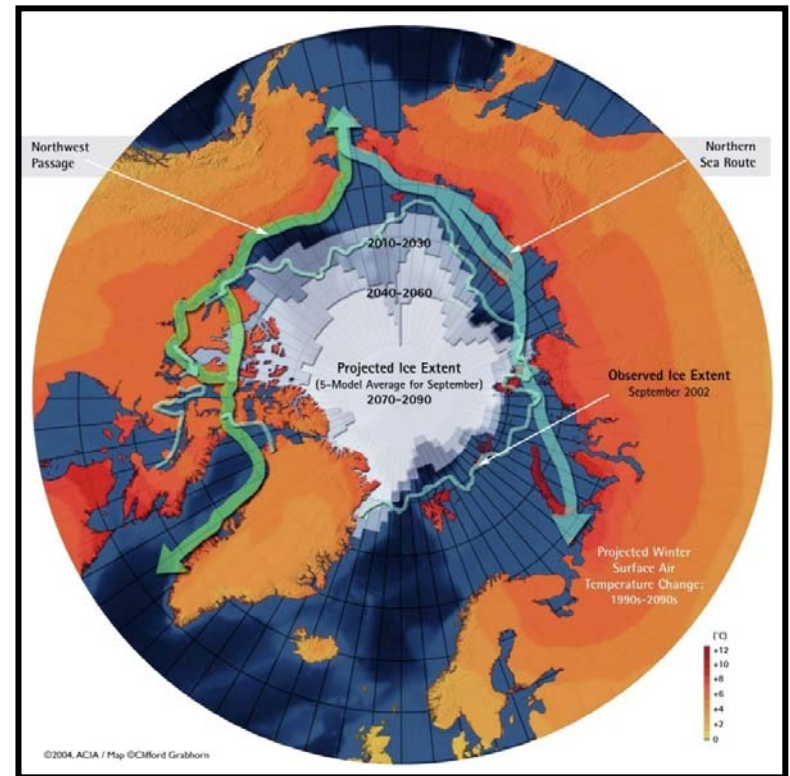 Northwest
Passage
Northern
Sea Route
2010–2030
2040–2060
Projected Ice Extent
(5-Model Average for September)
2070–2090
Observed Ice Extent
September 2002
Projected Winter
Surface Air
Temperature Change:
1990s–2090s
(°C)
+12
+10
+8
+6
+4
+2
0
©2004, ACIA / Map ©Clifford Grabhorn